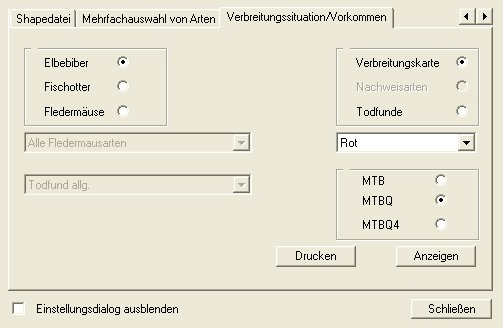 Shapedatei Mehrfachauswahl von Arten Verbreitungssituation/Vorkommen
Elbebiber Verbreitungskarte
Fischotter Nachweisarten
Fledermäuse Todfunde
Alle Fledermausarten Rot
Todfund allg. MTB
MTBQ
MTBQ4
Drucken Anzeigen
Einstellungsdialog ausblenden Schließen